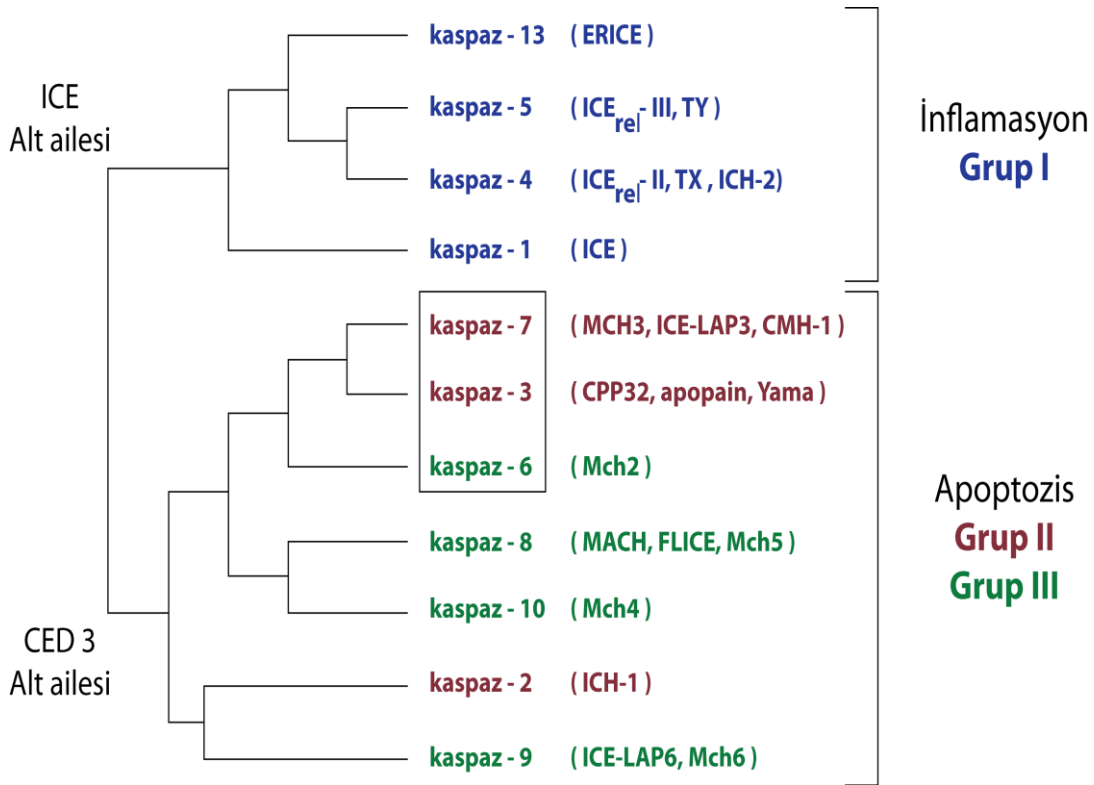 ICE
Alt ailesi
kaspaz - 13 ( ERICE )
kaspaz - 5 ( ICErel- III, TY )
kaspaz - 4 ( ICErel- II, TX , ICH-2)
kaspaz - 1 ( ICE )
İnflamasyon
Grup I
kaspaz - 7 ( MCH3, ICE-LAP3, CMH-1 )
kaspaz - 3 ( CPP32, apopain, Yama )
kaspaz - 6 ( Mch2 )
kaspaz - 8 ( MACH, FLICE, Mch5 )
kaspaz - 10 ( Mch4 )
kaspaz - 2 ( ICH-1 )
kaspaz - 9 ( ICE-LAP6, Mch6 )
CED 3
Alt ailesi
Apoptozis
Grup II
Grup III